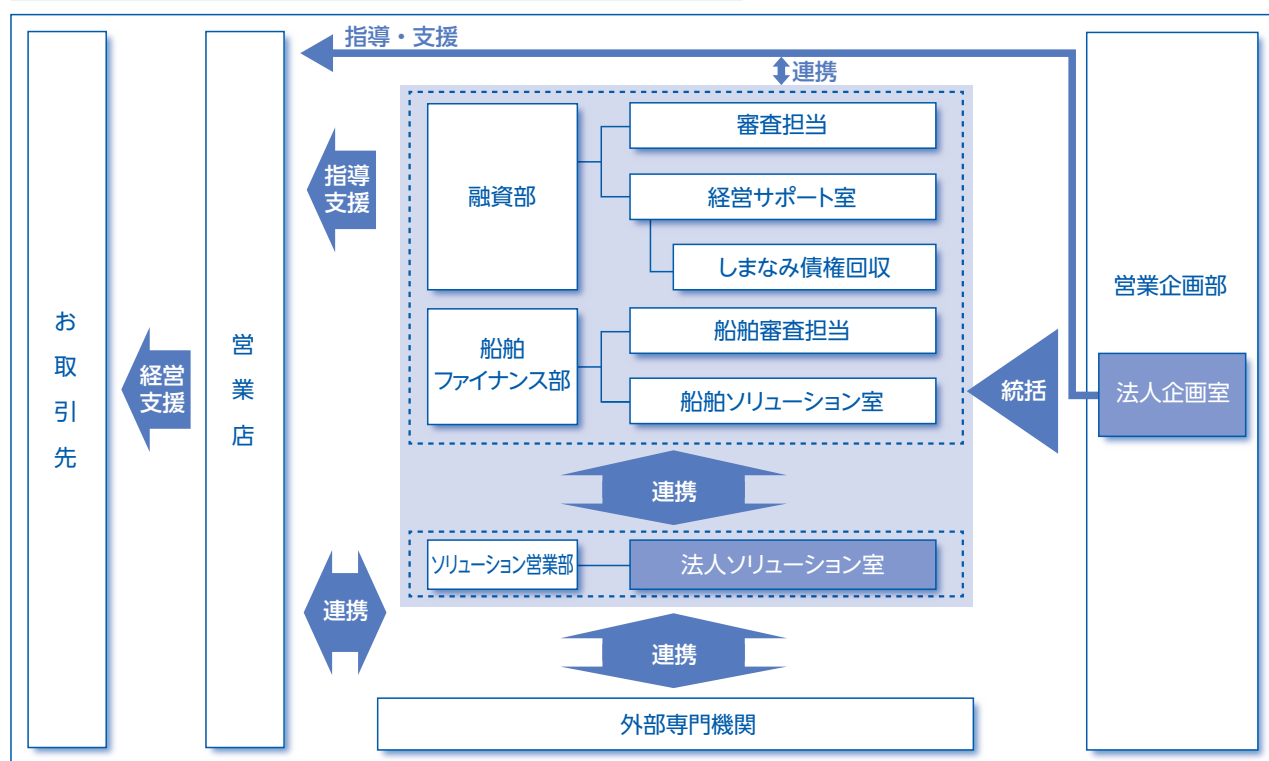 指導・支援
連携
お取引先
経営
支援
営業店
指導
支援
融資部
審査担当
経営サポート室
しまなみ債権回収
船舶
ファイナンス部
船舶審査担当
船舶ソリューション室
統括
営業企画部
法人企画室
連携
ソリューション営業部
法人ソリューション室
連携
連携
外部専門機関